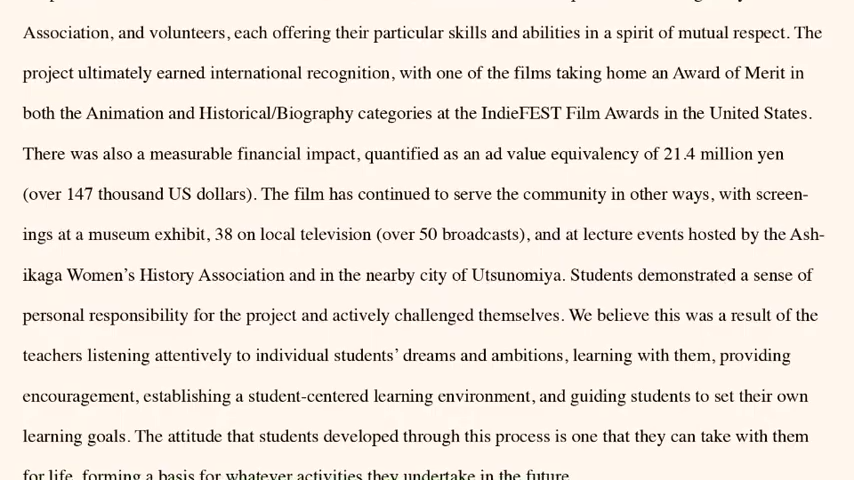 Association, and volunteers, each offering their particular skills and abilities in a spirit of mutual respect. The
project ultimately earned international recognition, with one of the films taking home an Award of Merit in
both the Animation and Historical/Biography categories at the IndieFEST Film Awards in the United States.
There was also a measurable financial impact, quantified as an ad value equivalency of 21.4 million yen
(over 147 thousand US dollars). The film has continued to serve the community in other ways, with screen-
ings at a museum exhibit, 38 on local television (over 50 broadcasts), and at lecture events hosted by the Ash-
ikaga Women’s History Association and in the nearby city of Utsunomiya. Students demonstrated a sense of
personal responsibility for the project and actively challenged themselves. We believe this was a result of the
teachers listening attentively to individual students’ dreams and ambitions, learning with them, providing
encouragement, establishing a student-centered learning environment, and guiding students to set their own
learning goals. The attitude that students developed through this process is one that they can take with them
for life, forming a basis for whatever activities they undertake in the future.